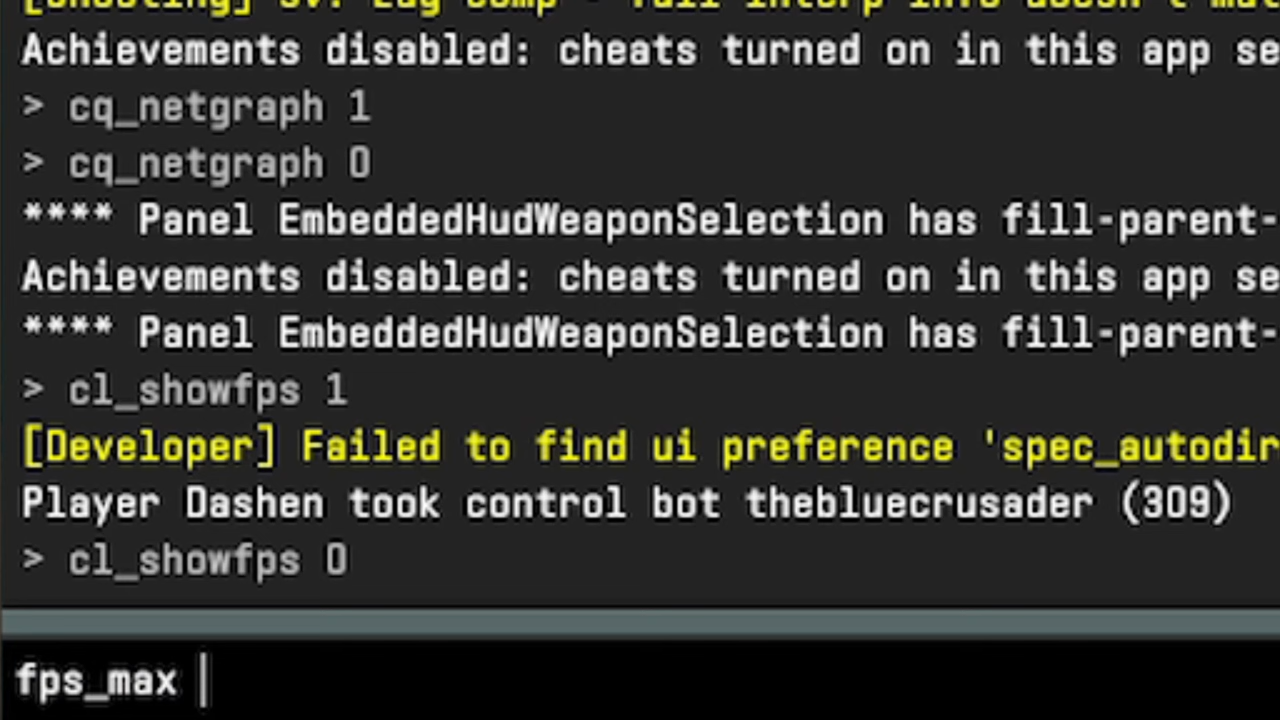 Achievements disabled: cheats turned on in this app se
> cq_netgraph 1
> cq_netgraph 0
**** Panel EmbeddedHudWeaponSelection has fill-parent-
Achievements disabled: cheats turned on in this app se
**** Panel EmbeddedHudWeaponSelection has fill-parent-
> cl_showfps 1
[Developer] Failed to find ui preference 'spec_autodir
Player Dashen took control bot thebluecrusader (309)
> cl_showfps 0
fps_max